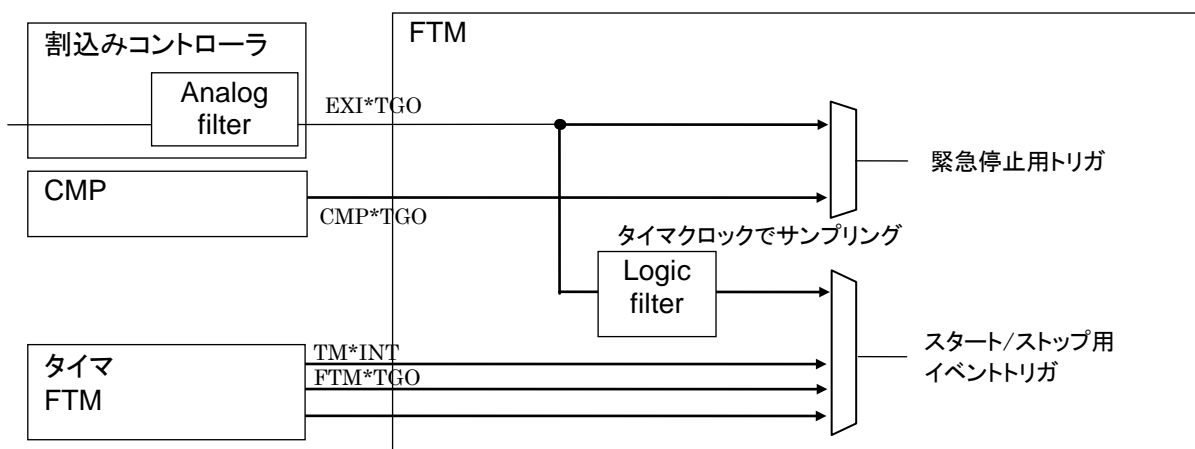 割込みコントローラ
Analog
filter
EXI*TGO
FTM
緊急停止用トリガ
CMP
CMP*TGO
タイマクロックでサンプリング
Logic
filter
タイマ
FTM
TM*INT
FTM*TGO
スタート/ストップ用
イベントトリガ